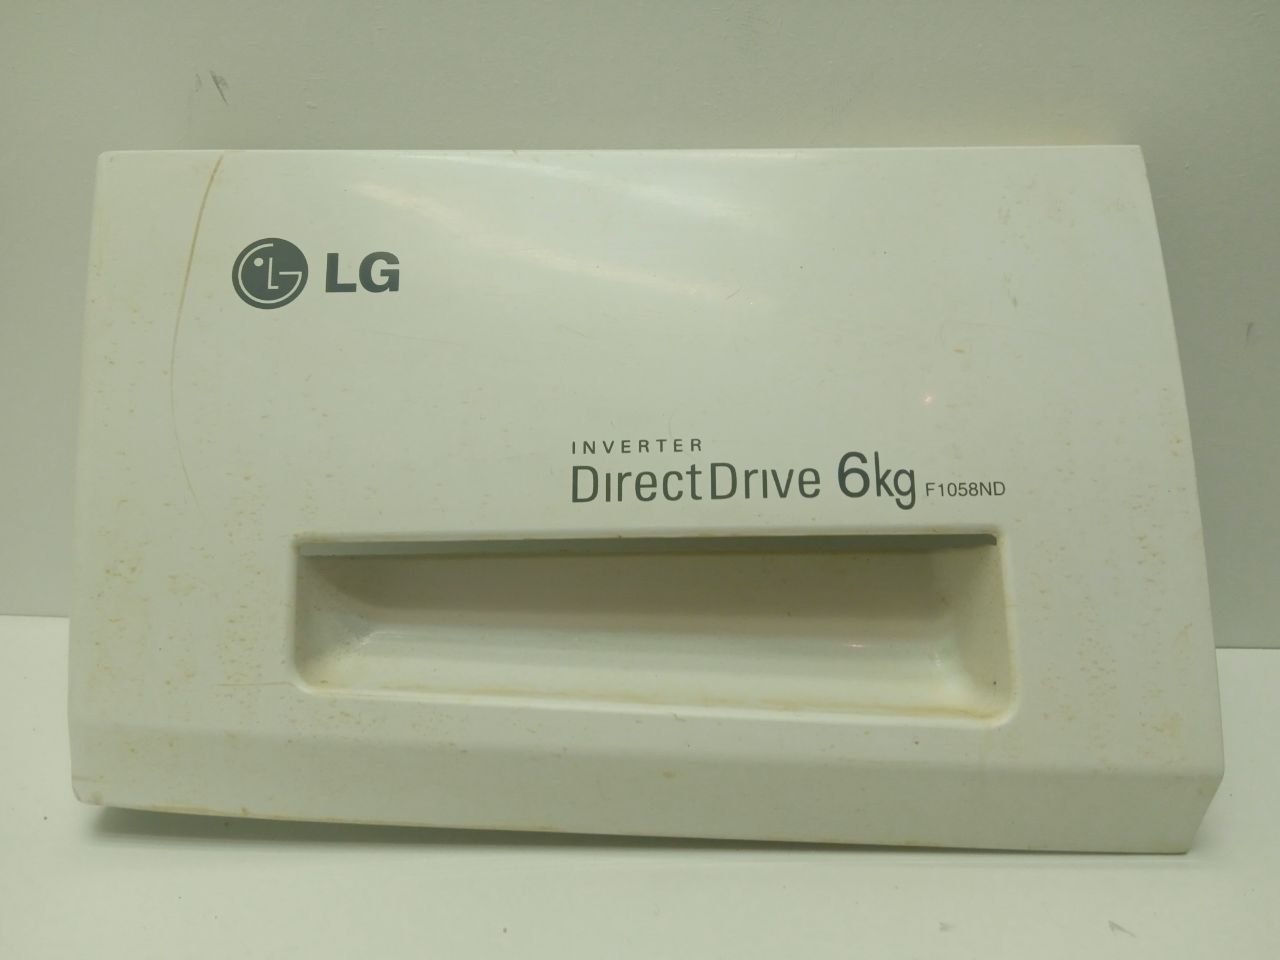 LG
INVERTER
DirectDrive 6kg F1058ND